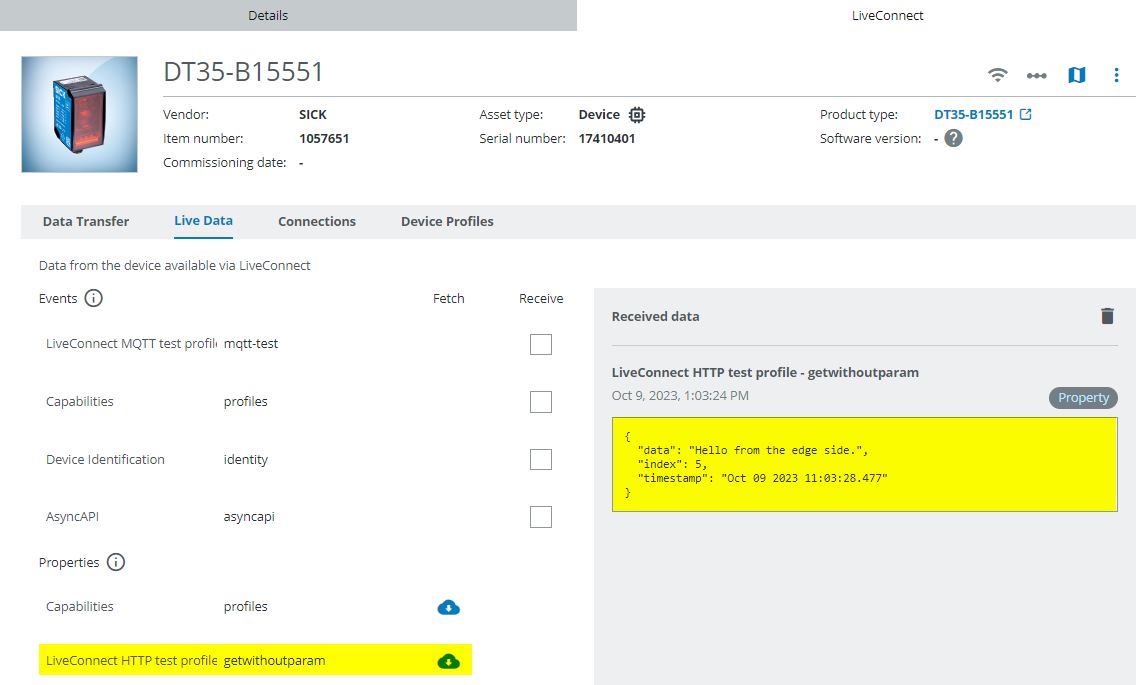 Details
LiveConnect
SICK
DT35-B15551
Vendor: SICK Asset type: Device Product type: DT35-B15551
Item number: 1057651 Serial number: 17410401 Software version: - ?
Commissioning date: -
Data Transfer Live Data Connections Device Profiles
Data from the device available via LiveConnect
Events i Fetch Receive
LiveConnect MQTT test profile mqtt-test
Capabilities profiles
Device Identification identity
AsyncAPI asyncapi
Properties i
Capabilities profiles
LiveConnect HTTP test profile getwithoutparam
Received data
LiveConnect HTTP test profile - getwithoutparam
Oct 9, 2023, 1:03:24 PM
Property
{
"data": "Hello from the edge side.",
"index": 5,
"timestamp": "Oct 09 2023 11:03:28.477"
}